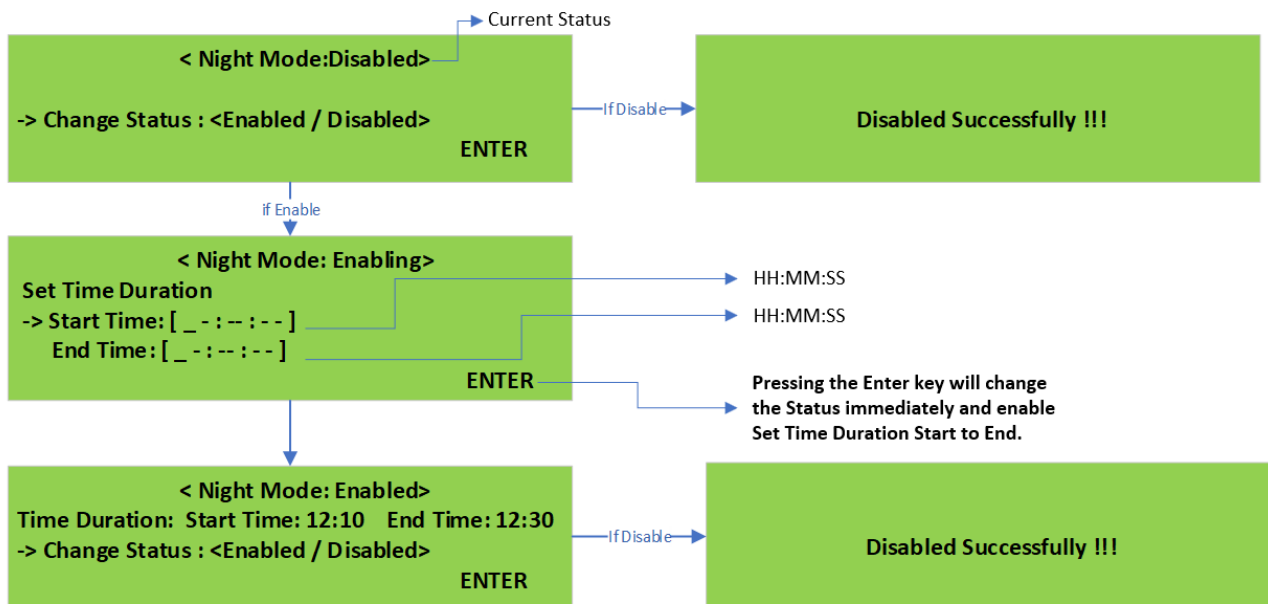 Current Status
< Night Mode:Disabled>
-> Change Status : <Enabled / Disabled>
ENTER
If Disable
Disabled Successfully !!!
if Enable
< Night Mode: Enabling>
Set Time Duration
-> Start Time: [ _ - : -- : - - ]
End Time: [ _ - : -- : - - ]
ENTER
HH:MM:SS
HH:MM:SS
Pressing the Enter key will change
the Status immediately and enable
Set Time Duration Start to End.
< Night Mode: Enabled>
Time Duration: Start Time: 12:10 End Time: 12:30
-> Change Status : <Enabled / Disabled>
ENTER
If Disable
Disabled Successfully !!!